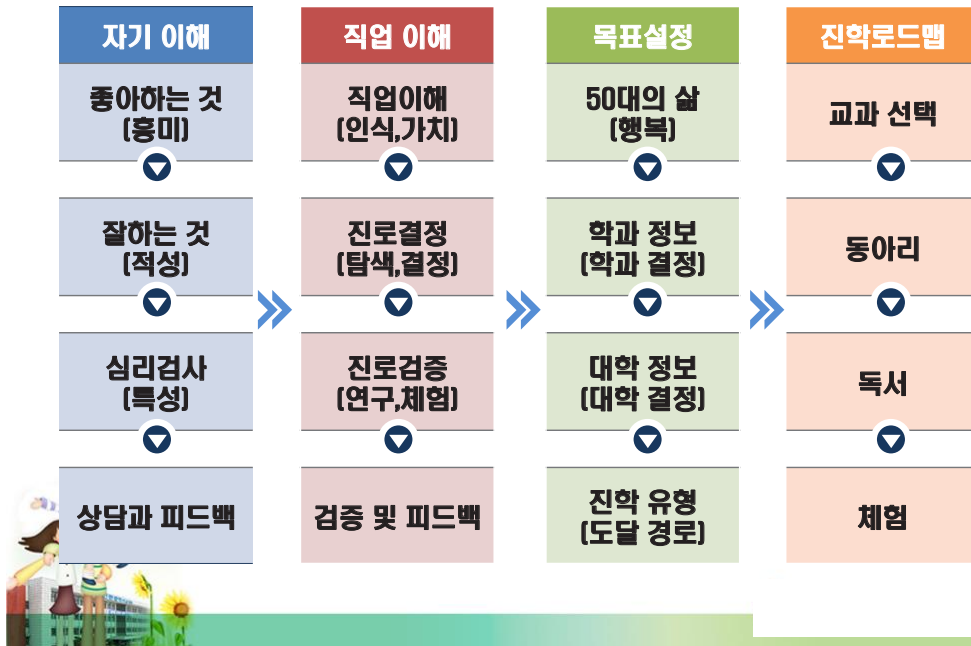 자기 이해
좋아하는 것
(흥미)
잘하는 것
(적성)
심리검사
(특성)
상담과 피드백
직업 이해
직업이해
(인식,가치)
진로결정
(탐색,결정)
진로검증
(연구,체험)
검증 및 피드백
목표설정
50대의 삶
(행복)
학과 정보
(학과 결정)
대학 정보
(대학 결정)
진학 유형
(도달 경로)
진학로드맵
교과 선택
동아리
독서
체험